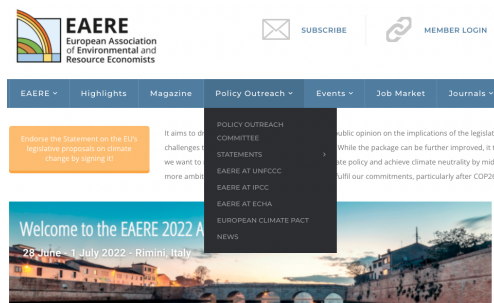 EAERE
European Association
of Environmental and
Resource Economists
SUBSCRIBE
MEMBER LOGIN
EAERE
Highlights
Magazine
Policy Outreach
Events
Job Market
Journals
POLICY OUTREACH
COMMITTEE
STATEMENTS
EAERE AT UNFCCC
EAERE AT IPCC
EAERE AT ECHA
EUROPEAN CLIMATE PACT
NEWS
Endorse the Statement on the EU's
legislative proposals on climate
change by signing it!
It aims to dr ublic opinion on the implications of the legislat
challenges t While the package can be further improved, it t
we want to ate policy and achieve climate neutrality by mid
more ambit ulfil our commitments, particularly after COP26
Welcome to the EAERE 2022 A
28 June - 1 July 2022 - Rimini, Italy